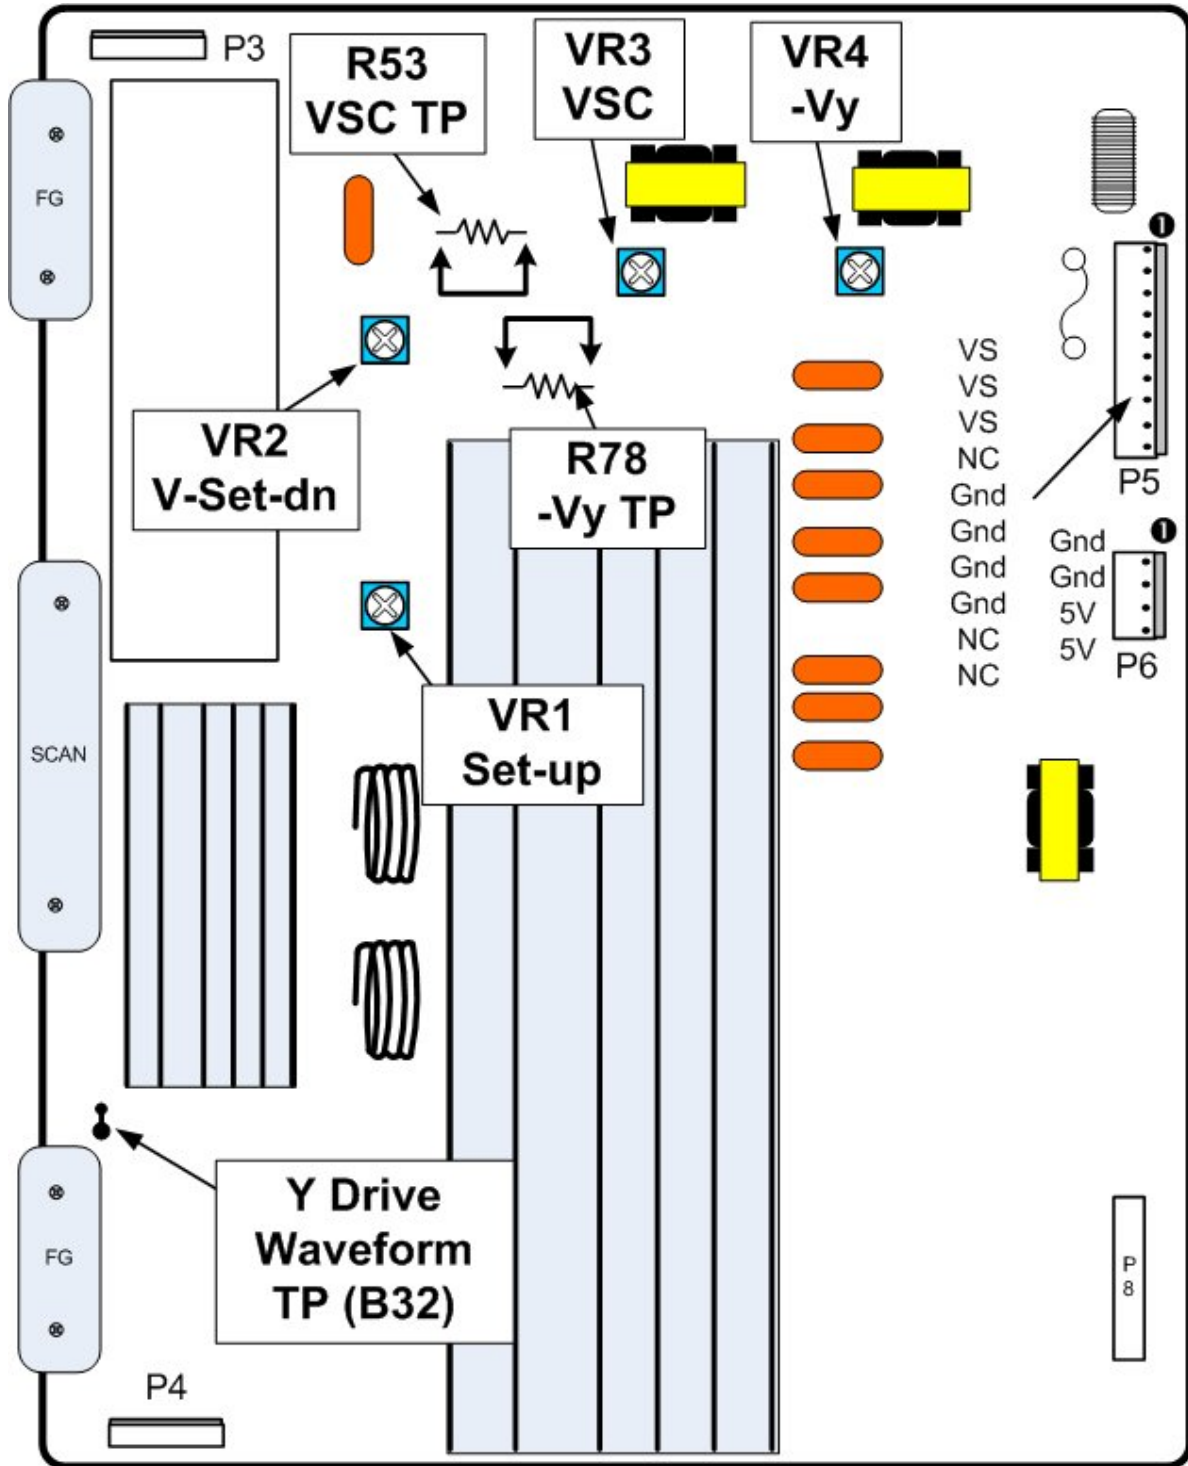 P3
R53
VSC TP
VR3
VSC
VR4
-Vy
FG
❶
VR2
V-Set-dn
R78
-Vy TP
VS
VS
VS
NC
Gnd
Gnd
Gnd
Gnd
NC
NC
P5
❶
Gnd
Gnd
5V
5V
P6
VR1
Set-up
SCAN
Y Drive
Waveform
TP (B32)
FG
P
8
P4